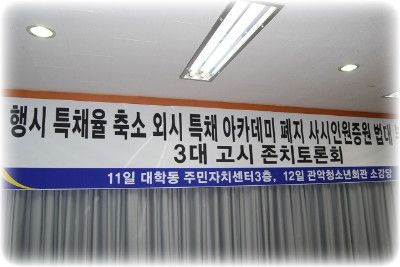 행시 특채율 축소 외시 특채 아카데미 폐지 사시인원증원 법대
3대 고시 존치토론회
11일 대학동 주민자치센터3층, 12일 관악청소년회관 소강당